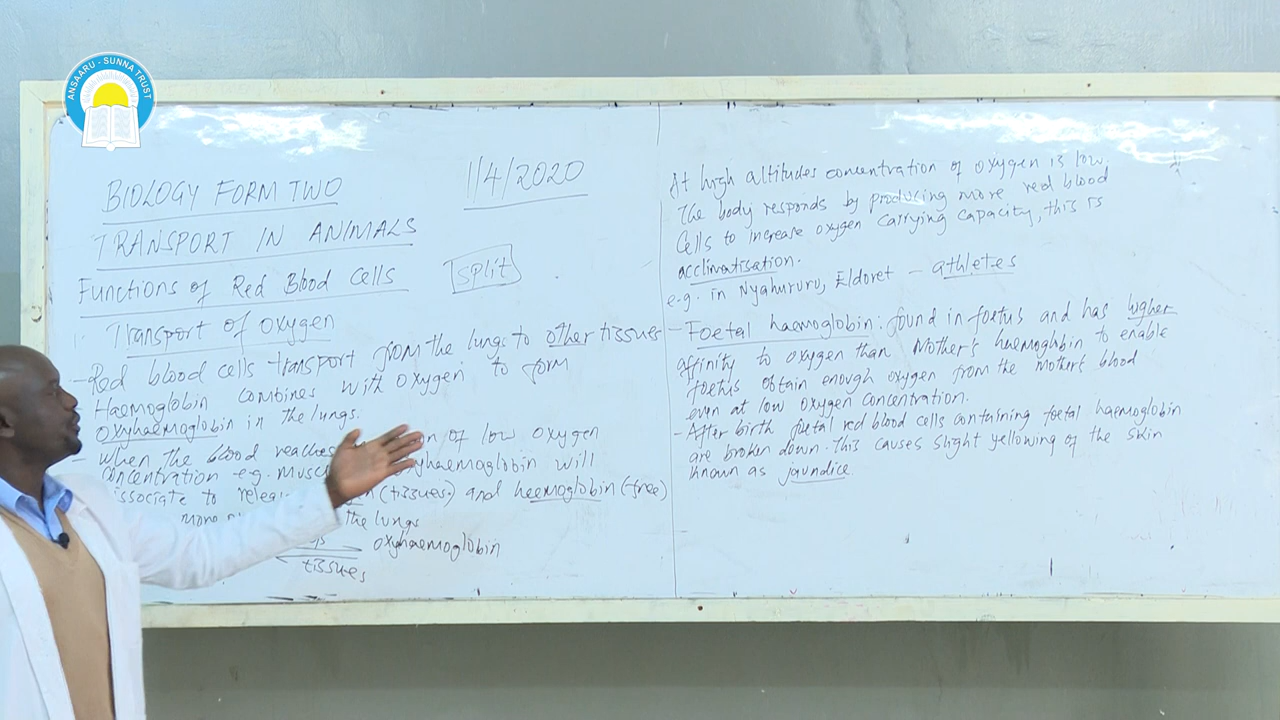 ANSAARU - SUNNA TRUST
BIOLOGY FORM TWO
1/4/2020
TRANSPORT IN ANIMALS
Functions of Red Blood Cells
split
Transport of oxygen
- Red blood cells transport from the lungs to other tissues
Haemoglobin combines with oxygen to form
Oxyhaemoglobin in the lungs.
- When the blood reaches of low oxygen
concentration e.g. oxyhaemoglobin will
to (tissues) and haemoglobin (free)
the lungs
oxyhaemoglobin
tissues
At high altitudes concentration of oxygen is low.
The body responds by producing more red blood
Cells to increase oxygen carrying capacity, this is
acclimatisation.
e.g. in Nyahururu, Eldoret - athletes
- Foetal haemoglobin: found in foetus and has higher
affinity to oxygen than Mother's haemoglobin to enable
foetus obtain enough oxygen from the mother's blood
even at low oxygen concentration.
- After birth foetal red blood cells containing foetal haemoglobin
are broken down. This causes slight yellowing of the skin
known as jaundice